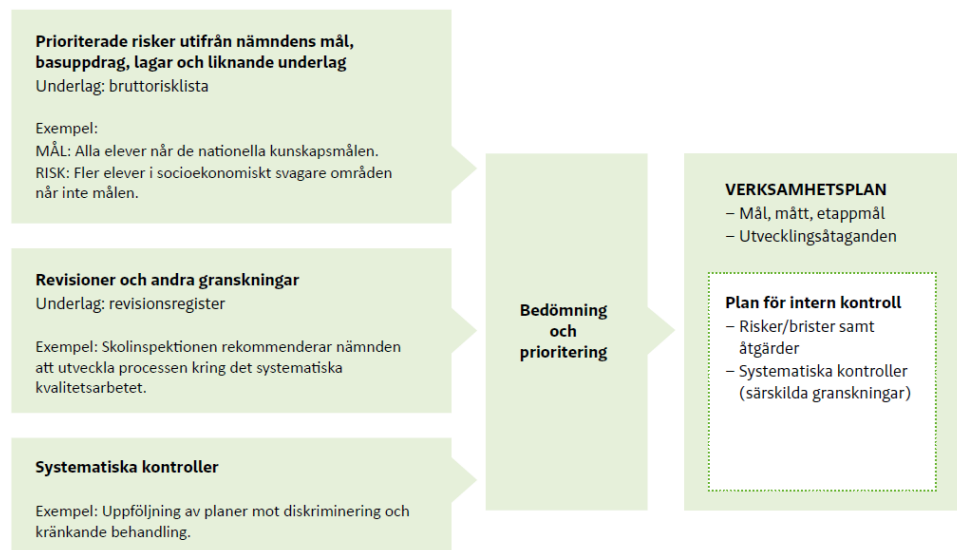 Prioriterade risker utifrån nämndens mål,
basuppdrag, lagar och liknande underlag
Underlag: bruttorisklista
Exempel:
MÅL: Alla elever når de nationella kunskapsmålen.
RISK: Fler elever i socioekonomiskt svagare områden
når inte målen.
Revisioner och andra granskningar
Underlag: revisionsregister
Exempel: Skolinspektionen rekommenderar nämnden
att utveckla processen kring det systematiska
kvalitetsarbetet.
Systematiska kontroller
Exempel: Uppföljning av planer mot diskriminering och
kränkande behandling.
Bedömning
och
prioritering
VERKSAMHETSPLAN
– Mål, mått, etappmål
– Utvecklingsåtaganden
Plan för intern kontroll
– Risker/brister samt
åtgärder
– Systematiska kontroller
(särskilda granskningar)